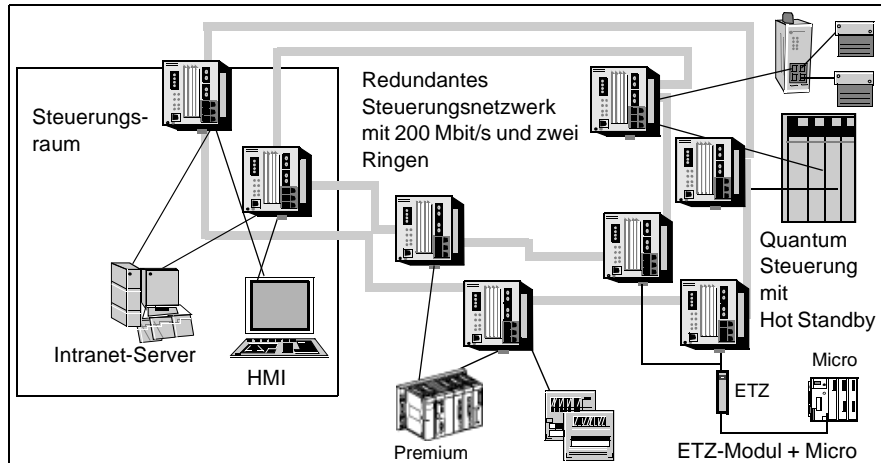 Steuerungs-
raum
Redundantes
Steuerungsnetzwerk
mit 200 Mbit/s und zwei
Ringen
Quantum
Steuerung
mit
Hot Standby
Intranet-Server
HMI
Premium
ETZ
Micro
ETZ-Modul + Micro